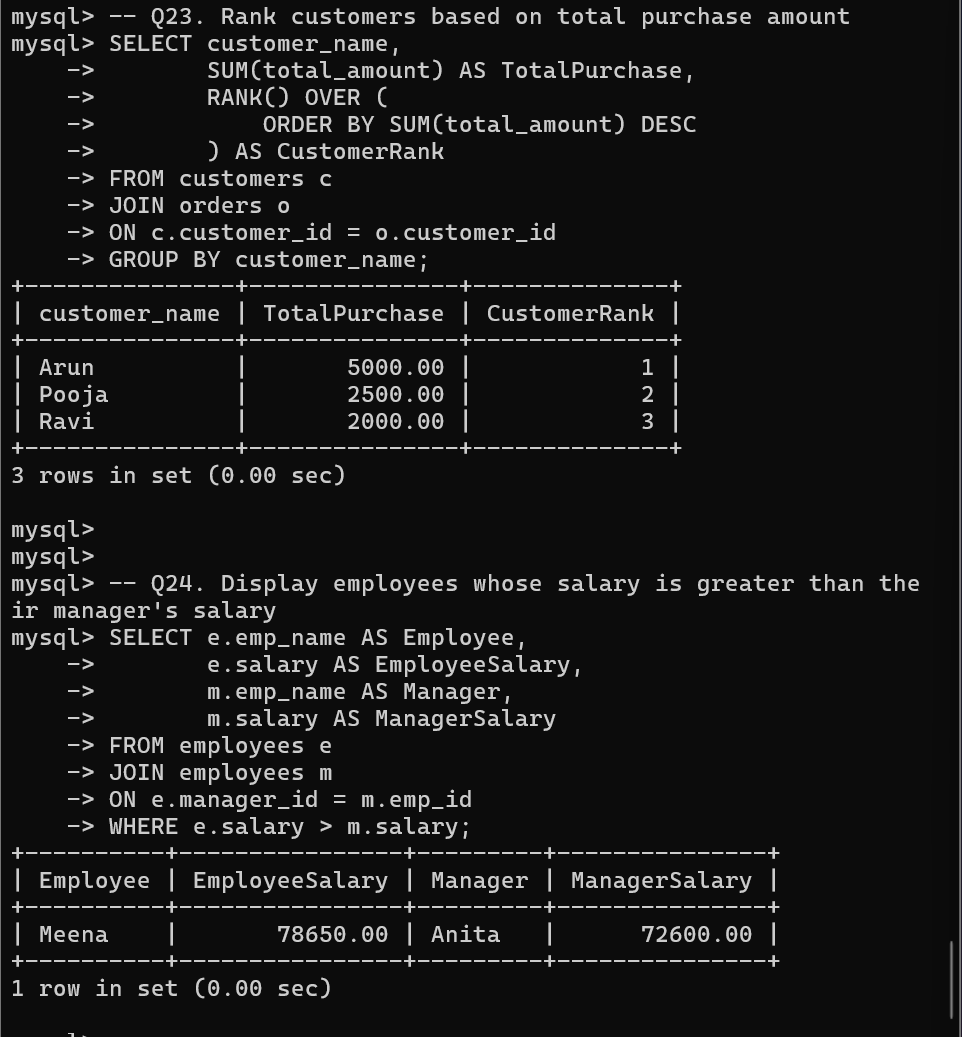 mysql> -- Q23. Rank customers based on total purchase amount
mysql> SELECT customer_name,
    ->        SUM(total_amount) AS TotalPurchase,
    ->        RANK() OVER (
    ->            ORDER BY SUM(total_amount) DESC
    ->        ) AS CustomerRank
    -> FROM customers c
    -> JOIN orders o
    -> ON c.customer_id = o.customer_id
    -> GROUP BY customer_name;
+---------------+---------------+--------------+
| customer_name | TotalPurchase | CustomerRank |
+---------------+---------------+--------------+
| Arun          |       5000.00 |            1 |
| Pooja         |       2500.00 |            2 |
| Ravi          |       2000.00 |            3 |
+---------------+---------------+--------------+
3 rows in set (0.00 sec)

mysql>
mysql>
mysql> -- Q24. Display employees whose salary is greater than the
ir manager's salary
mysql> SELECT e.emp_name AS Employee,
    ->        e.salary AS EmployeeSalary,
    ->        m.emp_name AS Manager,
    ->        m.salary AS ManagerSalary
    -> FROM employees e
    -> JOIN employees m
    -> ON e.manager_id = m.emp_id
    -> WHERE e.salary > m.salary;
+----------+----------------+---------+---------------+
| Employee | EmployeeSalary | Manager | ManagerSalary |
+----------+----------------+---------+---------------+
| Meena    |       78650.00 | Anita   |      72600.00 |
+----------+----------------+---------+---------------+
1 row in set (0.00 sec)